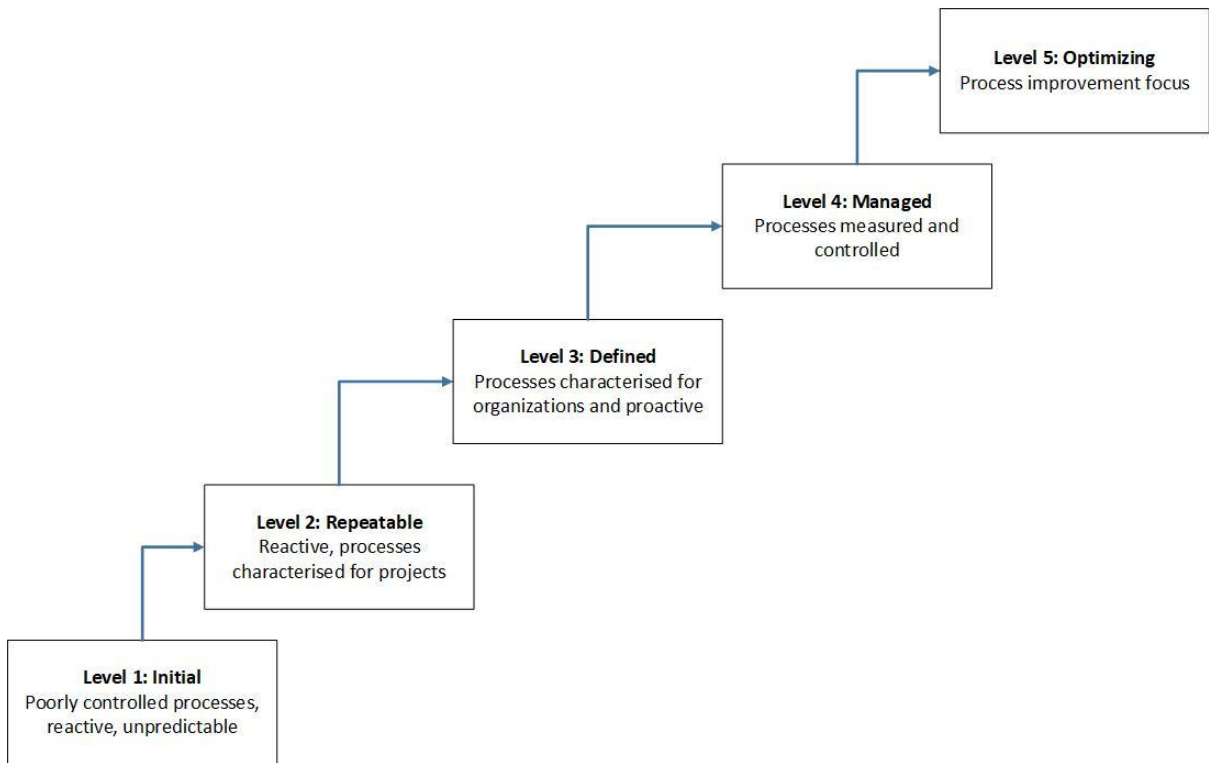 Level 5: Optimizing
Process improvement focus
Level 4: Managed
Processes measured and
controlled
Level 3: Defined
Processes characterised for
organizations and proactive
Level 2: Repeatable
Reactive, processes
characterised for projects
Level 1: Initial
Poorly controlled processes,
reactive, unpredictable